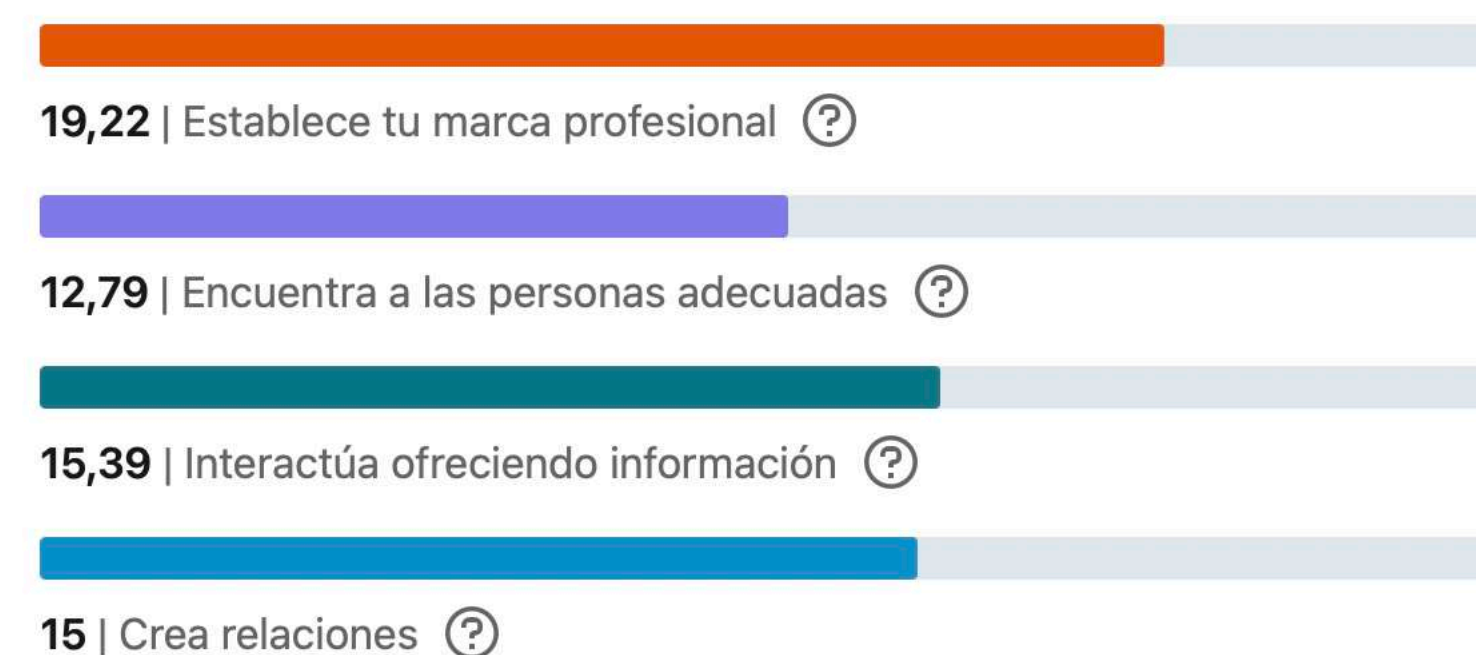 19,22 | Establece tu marca profesional ?
12,79 | Encuentra a las personas adecuadas ?
15,39 | Interactúa ofreciendo información ?
15 | Crea relaciones ?